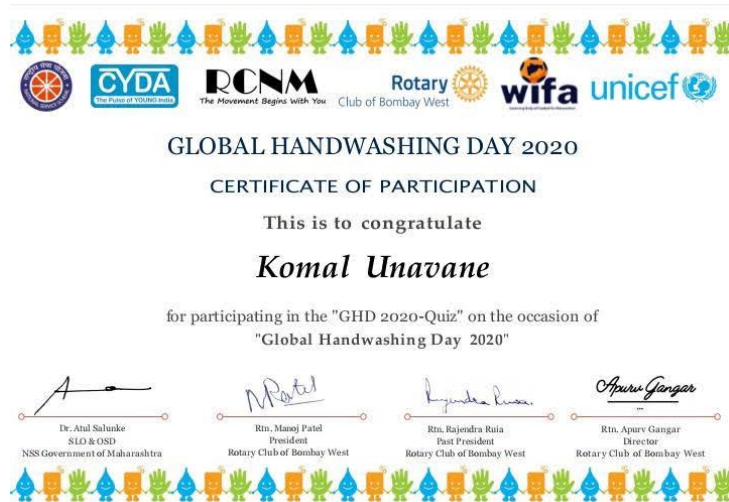 CYDA
The Pulse of YOUNG India
RCNM
The Movement Begins With You
Rotary
Club of Bombay West
wifa
unicef
GLOBAL HANDWASHING DAY 2020
CERTIFICATE OF PARTICIPATION
This is to congratulate
Komal Unavane
for participating in the "GHD 2020-Quiz" on the occasion of
"Global Handwashing Day 2020"
Apurv Gangar
Dr. Atul Salunke
SLO & OSD
NSS Government of Maharashtra
Rtn. Manoj Patel
President
Rotary Club of Bombay West
Rtn. Rajendra Ruia
Past President
Rotary Club of Bombay West
Rtn. Apurv Gangar
Director
Rotary Club of Bombay West